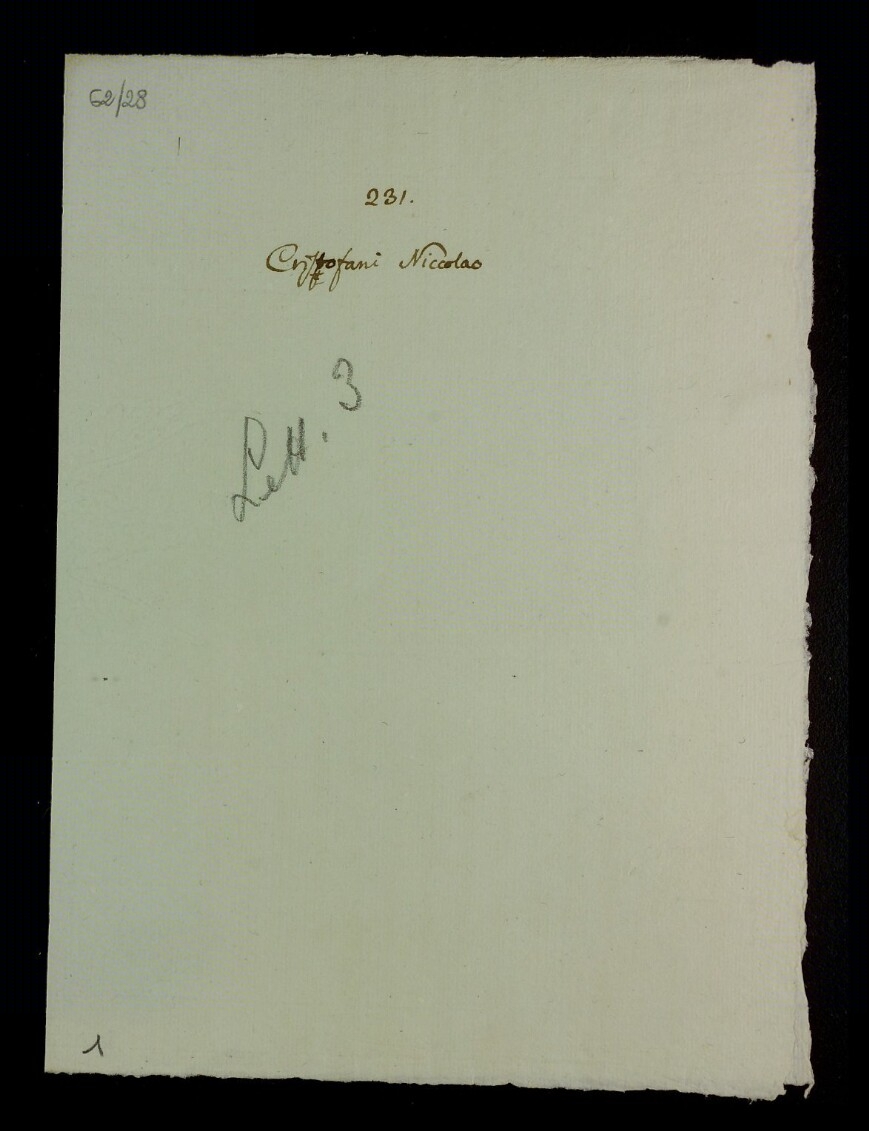 62/28
231.
Cristofani Niccolao
Lett. 3
1